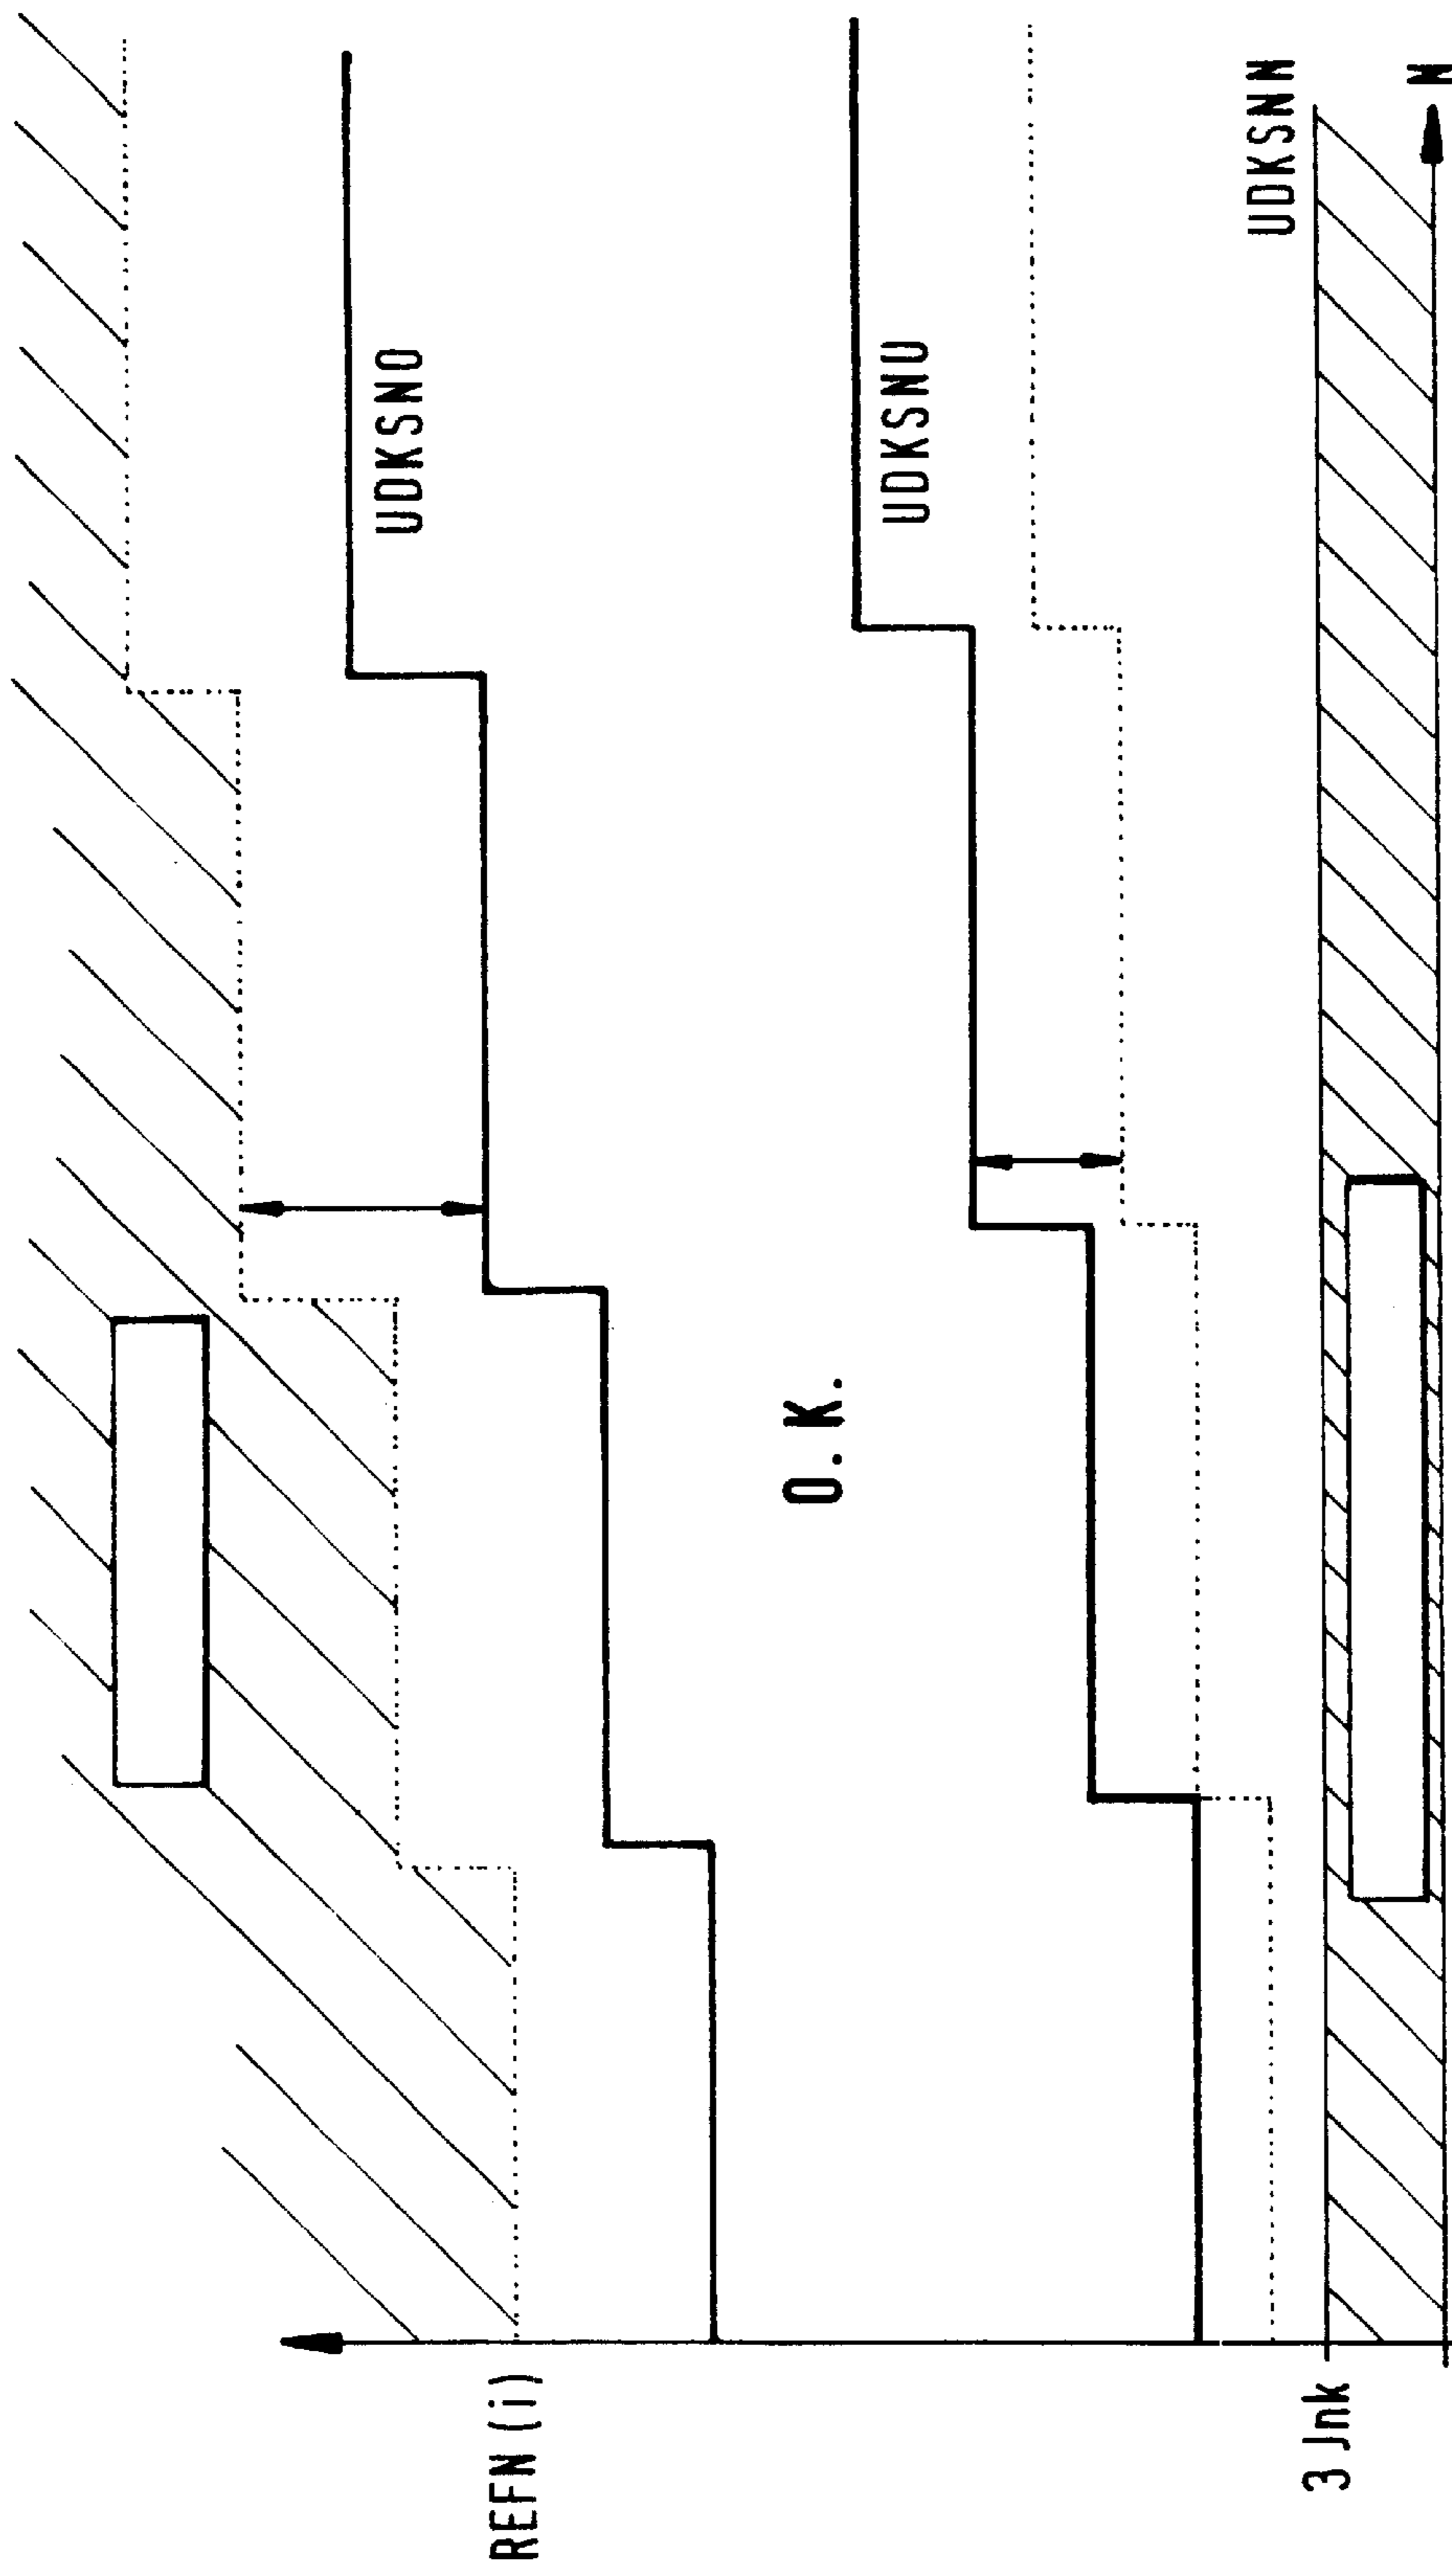 REFN (i)
UDKSNO
O. K.
UDKSNU
UDKSNN
3 Jnk
N